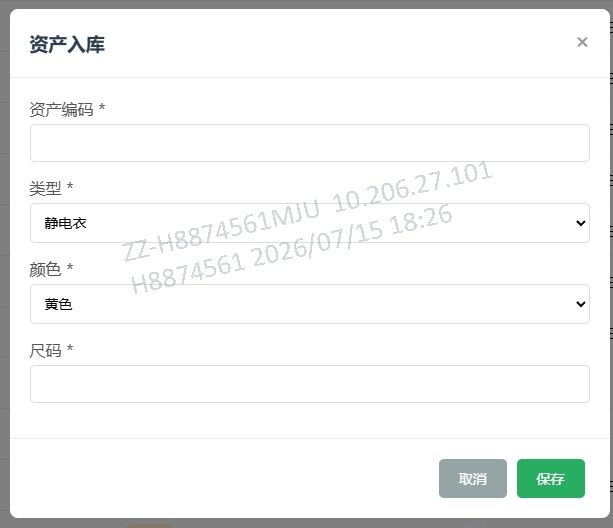 资产入库
×
资产编码 *
类型 *
静电衣
颜色 *
黄色
尺码 *
取消
保存
ZZ-H8874561MJU 10.206.27.101
H8874561 2026/07/15 18:26